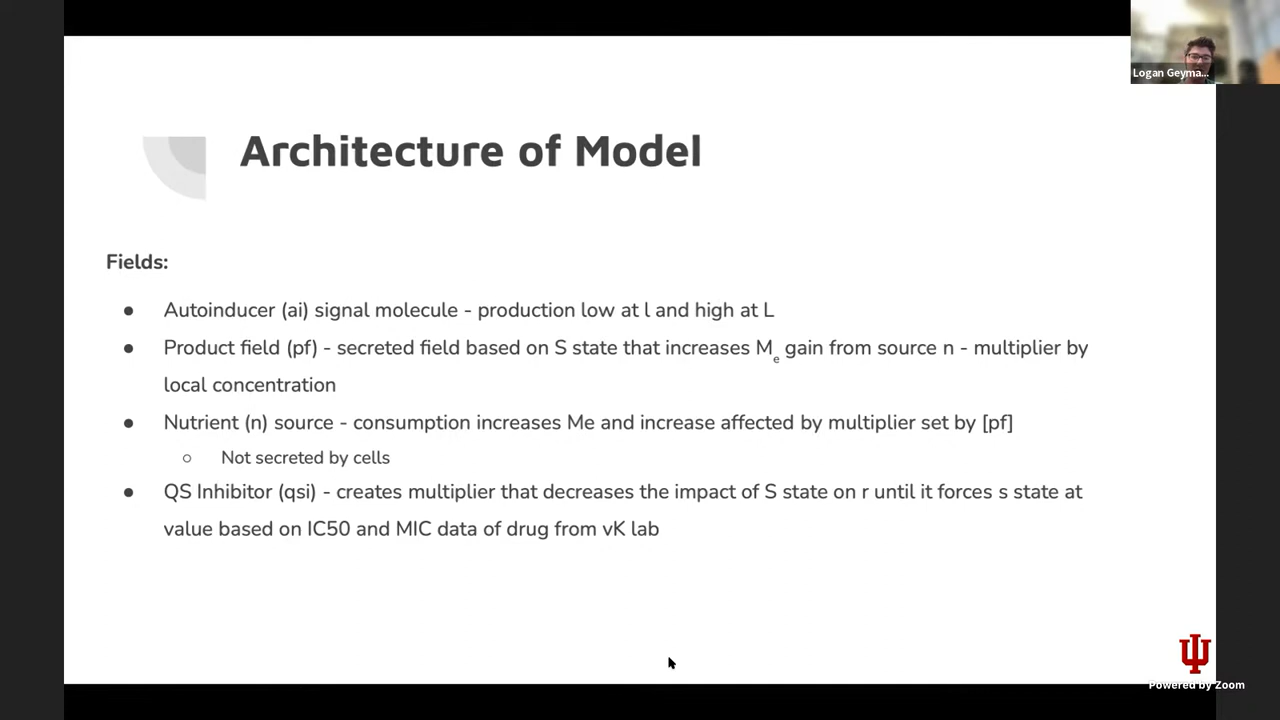 Logan Geyma...
Architecture of Model
Fields:
● Autoinducer (ai) signal molecule - production low at l and high at L
● Product field (pf) - secreted field based on S state that increases Me gain from source n - multiplier by
local concentration
● Nutrient (n) source - consumption increases Me and increase affected by multiplier set by [pf]
○ Not secreted by cells
● QS Inhibitor (qsi) - creates multiplier that decreases the impact of S state on r until it forces s state at
value based on IC50 and MIC data of drug from vK lab
Powered by Zoom